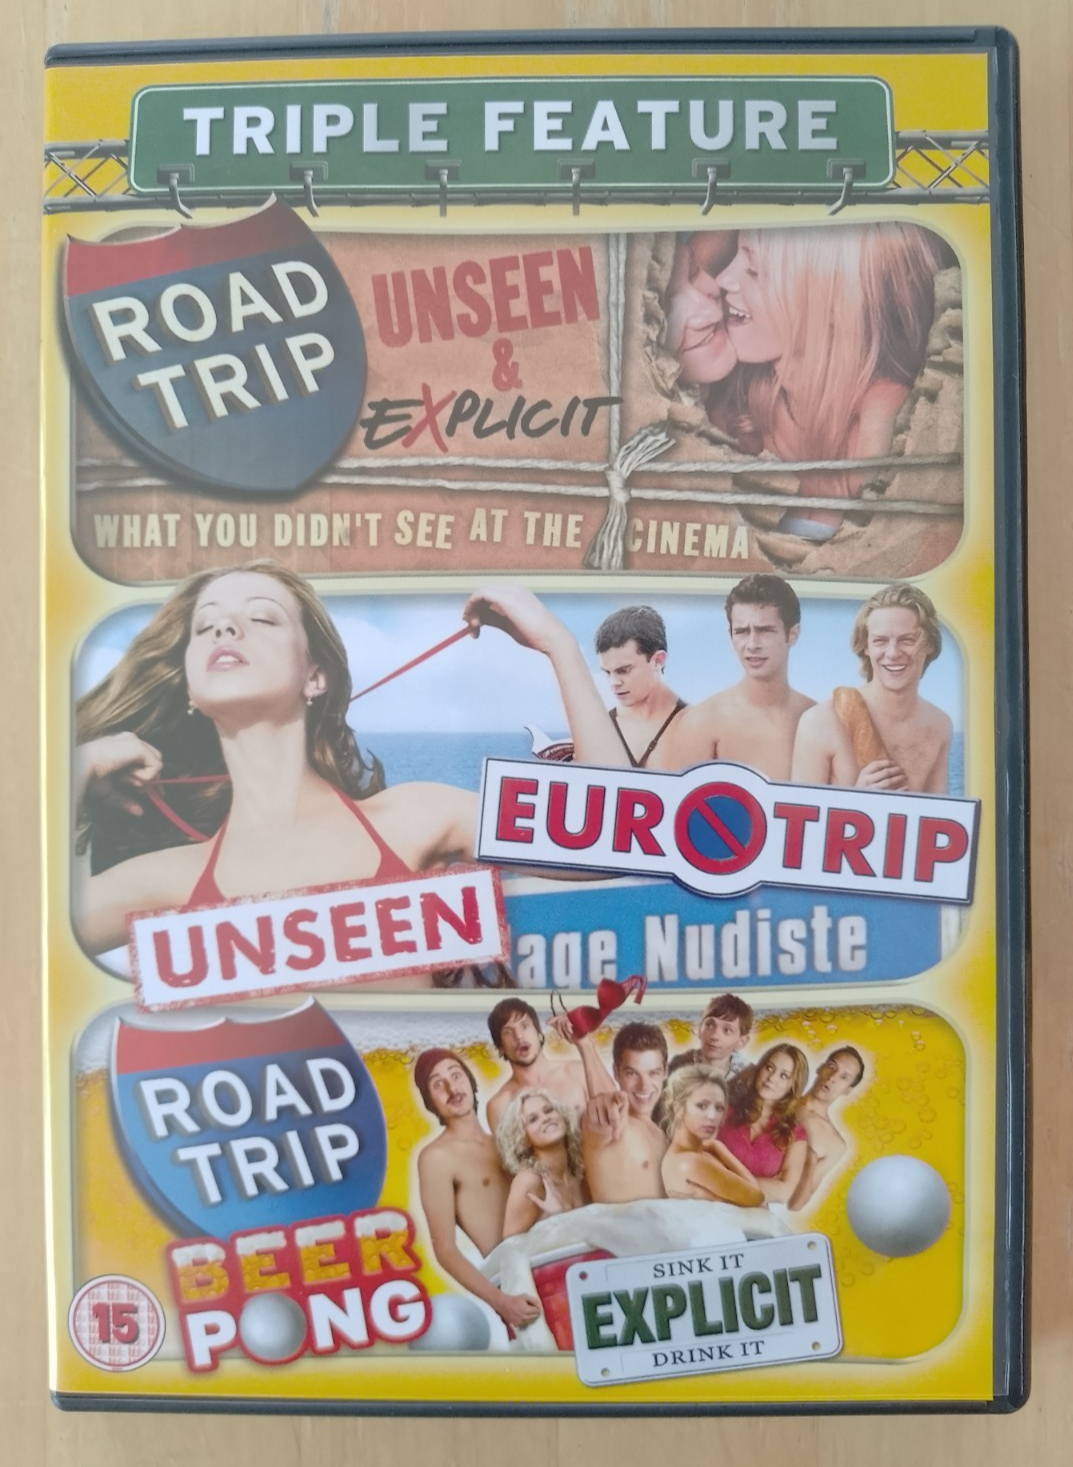 TRIPLE FEATURE
ROAD
TRIP
UNSEEN
&
EXPLICIT
WHAT YOU DIDN'T SEE AT THE CINEMA
EUROTRIP
UNSEEN
age Nudiste
ROAD
TRIP
BEER
PONG
15
SINK IT
EXPLICIT
DRINK IT